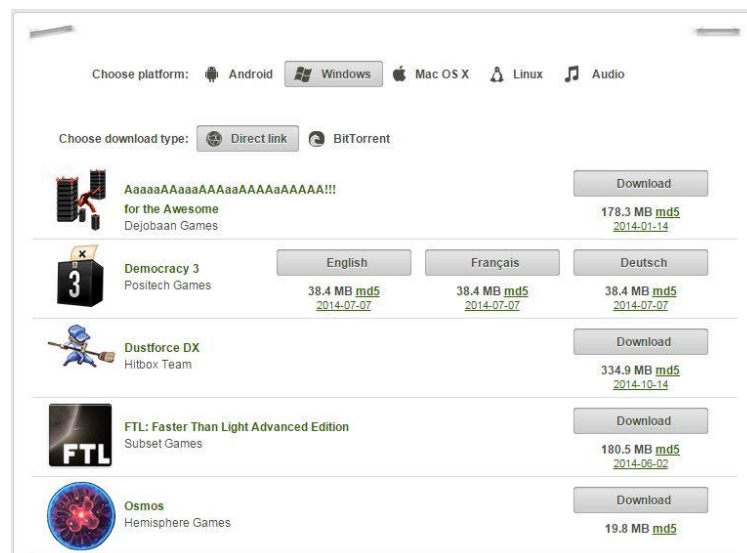 Choose platform: Android Windows Mac OS X Linux Audio
Choose download type: Direct link BitTorrent
AaaaaAAaaaAAAaaAAAAaAAAAA!!!
for the Awesome
Dejobaan Games
Download
178.3 MB md5
2014-01-14
3
Democracy 3
Positech Games
English
38.4 MB md5
2014-07-07
Français
38.4 MB md5
2014-07-07
Deutsch
38.4 MB md5
2014-07-07
Dustforce DX
Hitbox Team
Download
334.9 MB md5
2014-10-14
FTL
FTL: Faster Than Light Advanced Edition
Subset Games
Download
180.5 MB md5
2014-06-02
Osmos
Hemisphere Games
Download
19.8 MB md5